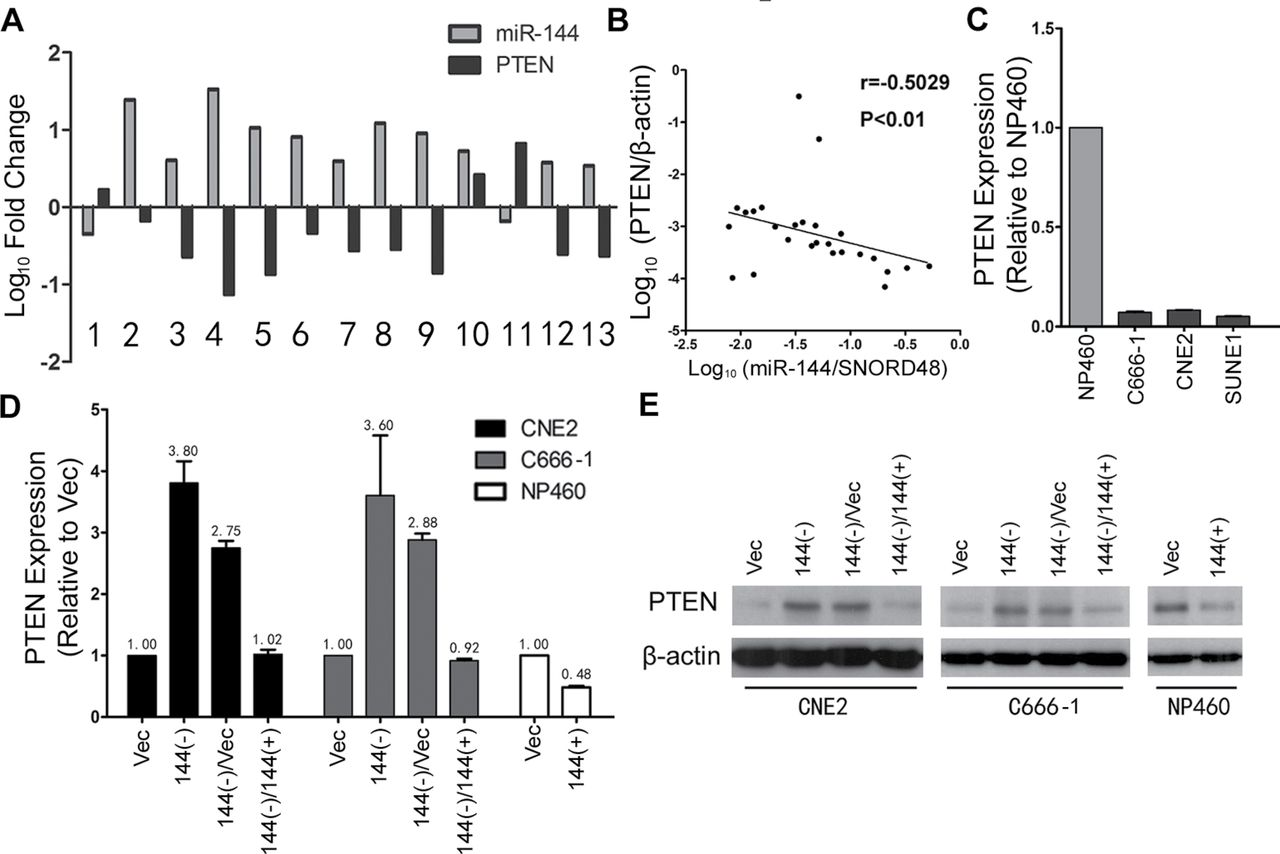 A
miR-144
PTEN
Log10 Fold Change
2
1
0
-1
-2
1 2 3 4 5 6 7 8 9 10 11 12 13
B
r=-0.5029
P<0.01
Log10 (PTEN/β-actin)
0
-1
-2
-3
-4
-5
-2.5 -2.0 -1.5 -1.0 -0.5 0.0
Log10 (miR-144/SNORD48)
C
PTEN Expression
(Relative to NP460)
1.5
1.0
0.5
0.0
NP460 C666-1 CNE2 SUNE1
D
CNE2
C666-1
NP460
PTEN Expression
(Relative to Vec)
5
4
3
2
1
0
1.00 3.80 2.75 1.02 1.00 3.60 2.88 0.92 1.00 0.48
Vec 144(-) 144(-)/Vec 144(-)/144(+) Vec 144(-) 144(-)/Vec 144(-)/144(+) Vec 144(+)
E
Vec 144(-) 144(-)/Vec 144(-)/144(+) Vec 144(-) 144(-)/Vec 144(-)/144(+) Vec 144(+)
PTEN
β-actin
CNE2 C666-1 NP460